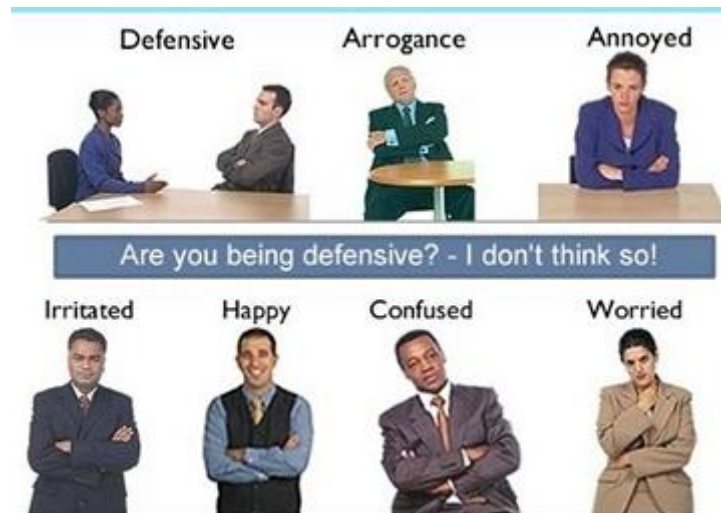 Defensive Arrogance Annoyed
Are you being defensive? - I don't think so!
Irritated Happy Confused Worried